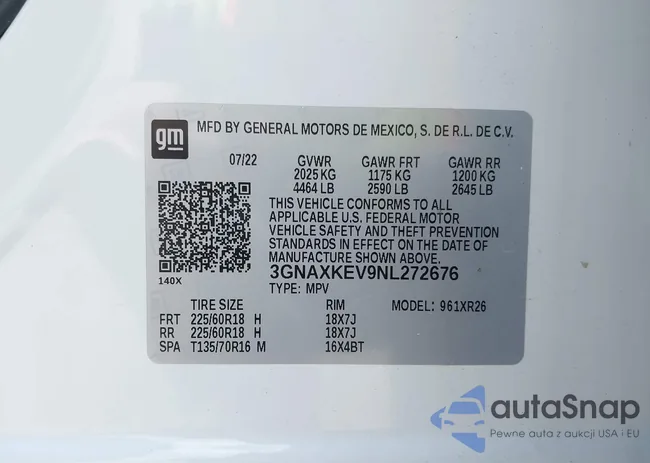 gm MFD BY GENERAL MOTORS DE MEXICO, S. DE R.L. DE C.V.
07/22 GVWR GAWR FRT GAWR RR
2025 KG 1175 KG 1200 KG
4464 LB 2590 LB 2645 LB
THIS VEHICLE CONFORMS TO ALL
APPLICABLE U.S. FEDERAL MOTOR
VEHICLE SAFETY AND THEFT PREVENTION
STANDARDS IN EFFECT ON THE DATE OF
MANUFACTURE SHOWN ABOVE.
140X 3GNAXKEV9NL272676
TYPE: MPV
TIRE SIZE RIM MODEL: 961XR26
FRT 225/60R18 H 18X7J
RR 225/60R18 H 18X7J
SPA T135/70R16 M 16X4BT
autaSnap
Pewne auta z aukcji USA i EU